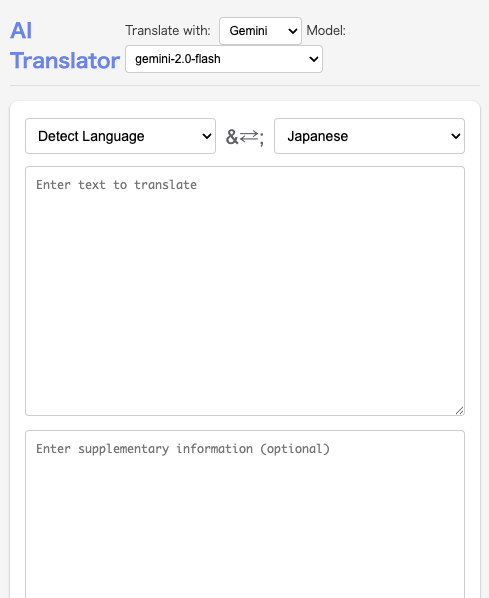 AI
Translator
Translate with: Gemini Model:
gemini-2.0-flash
Detect Language &⇄; Japanese
Enter text to translate
Enter supplementary information (optional)